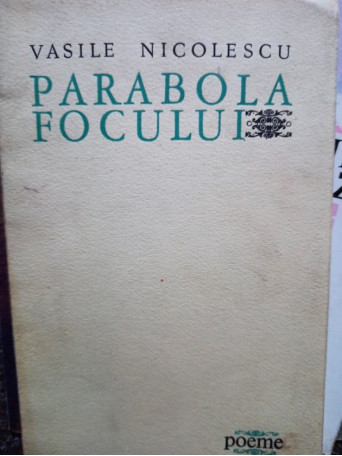 VASILE NICOLESCU
PARABOLA
FOCULUI
poeme